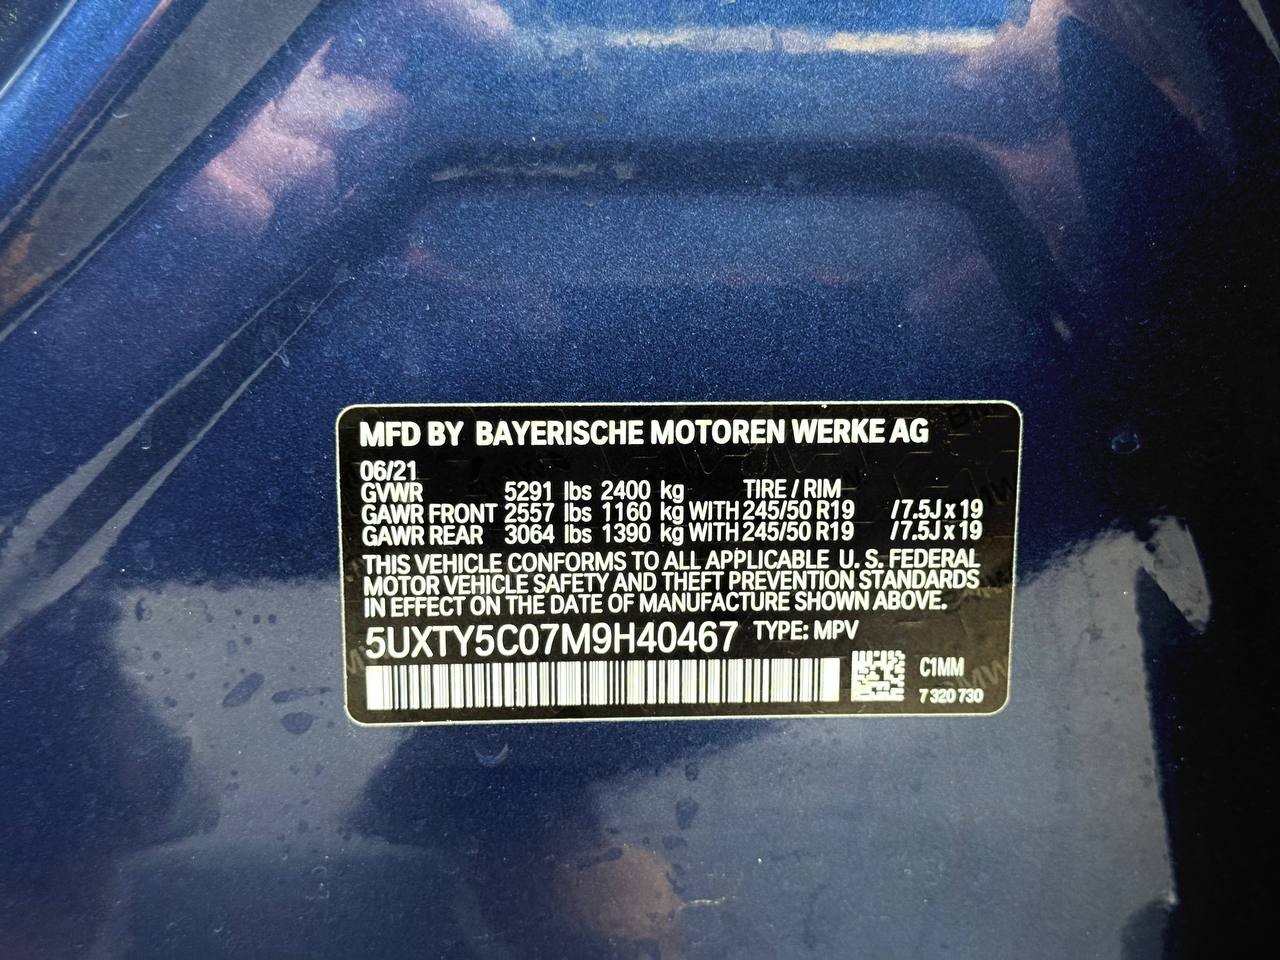 MFD BY BAYERISCHE MOTOREN WERKE AG
06/21
GVWR 5291 lbs 2400 kg TIRE / RIM
GAWR FRONT 2557 lbs 1160 kg WITH 245/50 R19 / 7.5J x 19
GAWR REAR 3064 lbs 1390 kg WITH 245/50 R19 / 7.5J x 19
THIS VEHICLE CONFORMS TO ALL APPLICABLE U. S. FEDERAL
MOTOR VEHICLE SAFETY AND THEFT PREVENTION STANDARDS
IN EFFECT ON THE DATE OF MANUFACTURE SHOWN ABOVE.
5UXTY5C07M9H40467 TYPE: MPV
C1MM
7 320 730